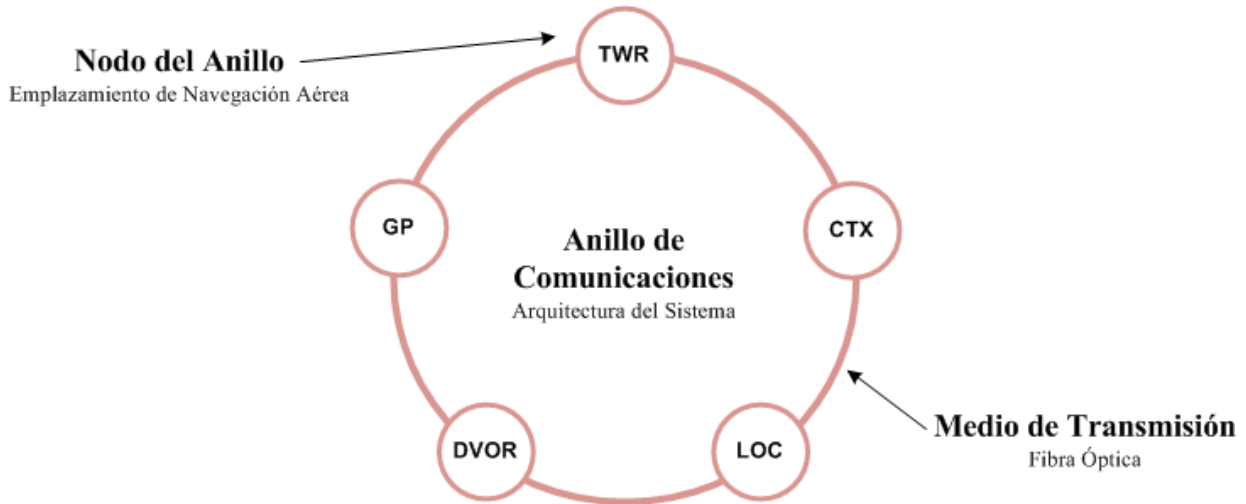 TWR
Nodo del Anillo
Emplazamiento de Navegación Aérea
GP
CTX
Anillo de
Comunicaciones
Arquitectura del Sistema
DVOR
LOC
Medio de Transmisión
Fibra Óptica